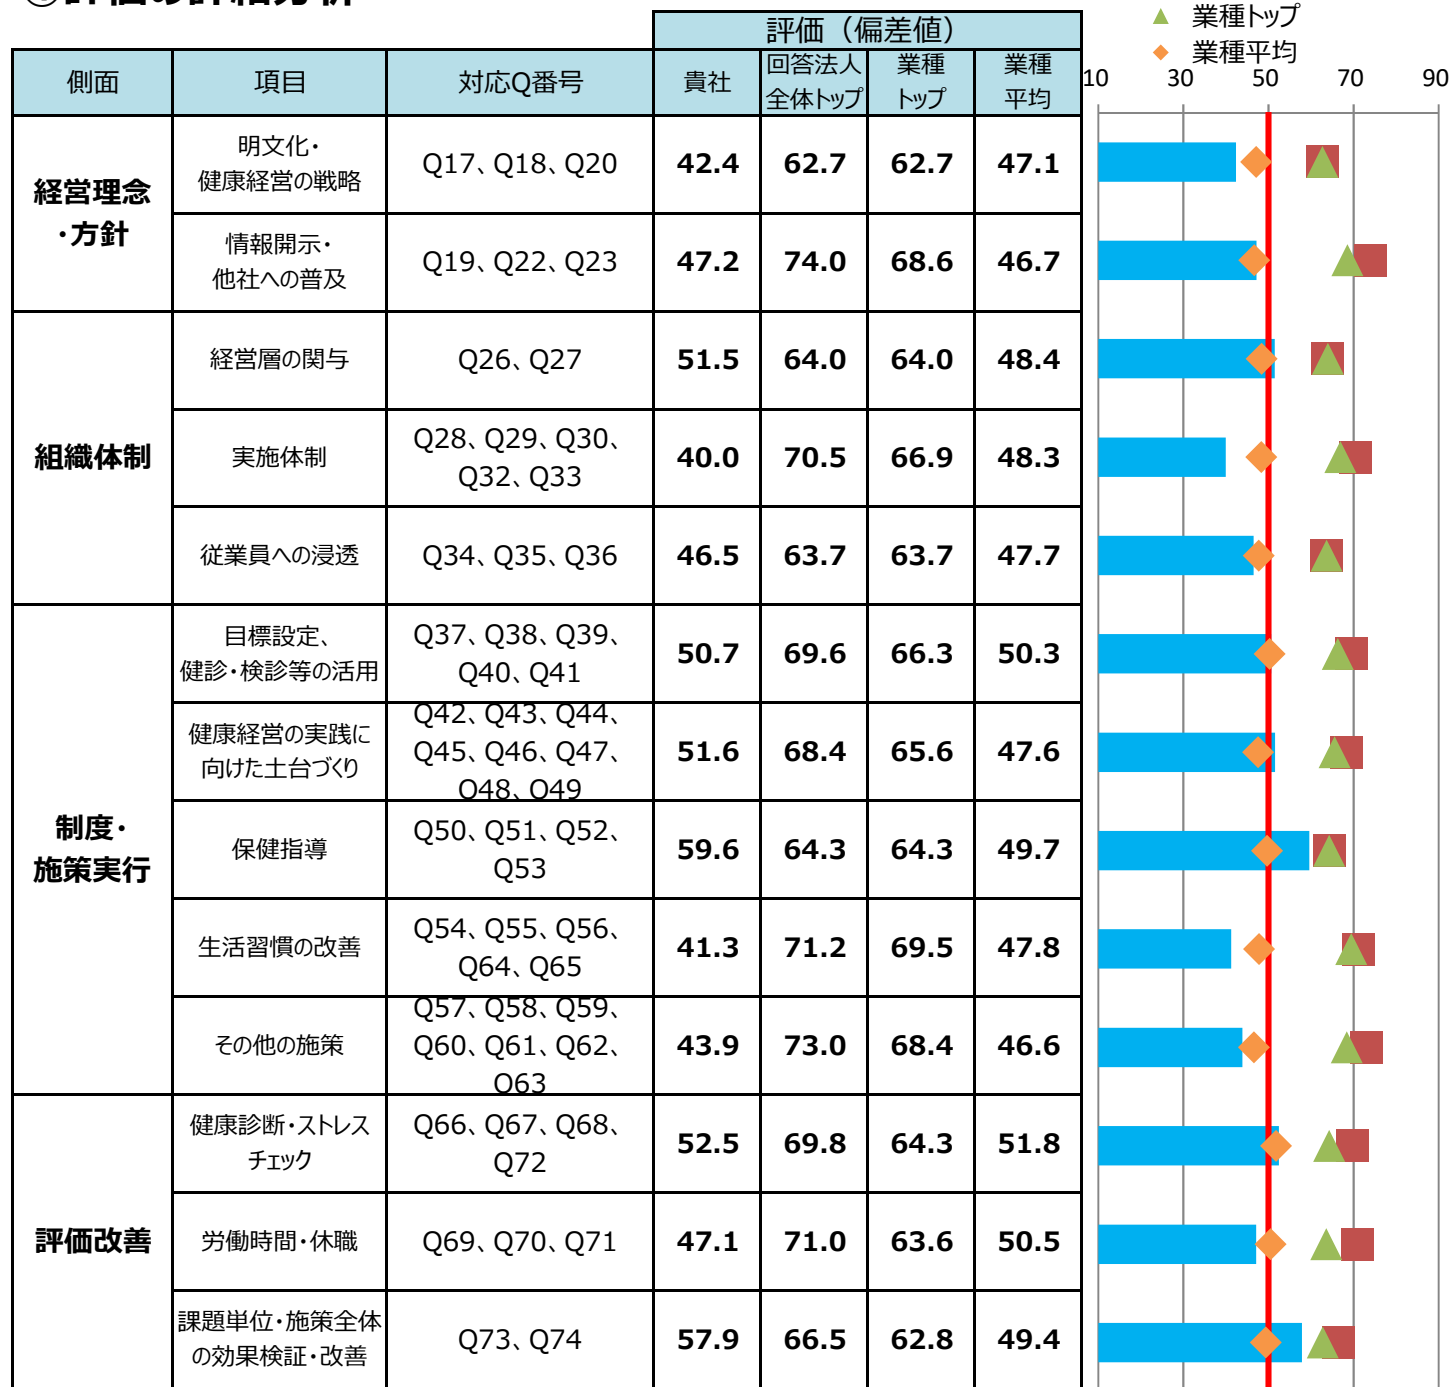 ③評価の詳細分析
▲ 業種トップ
◆ 業種平均
評価（偏差値）
側面 項目 対応Q番号 貴社 回答法人 業種 業種
全体トップ トップ 平均
10 30 50 70 90
経営理念
・方針
明文化・
健康経営の戦略
Q17、Q18、Q20 42.4 62.7 62.7 47.1
情報開示・
他社への普及
Q19、Q22、Q23 47.2 74.0 68.6 46.7
組織体制
経営層の関与 Q26、Q27 51.5 64.0 64.0 48.4
実施体制
Q28、Q29、Q30、
Q32、Q33
40.0 70.5 66.9 48.3
従業員への浸透 Q34、Q35、Q36 46.5 63.7 63.7 47.7
制度・
施策実行
目標設定、
健診・検診等の活用
Q37、Q38、Q39、
Q40、Q41
50.7 69.6 66.3 50.3
健康経営の実践に
向けた土台づくり
Q42、Q43、Q44、
Q45、Q46、Q47、
Q48、Q49
51.6 68.4 65.6 47.6
保健指導
Q50、Q51、Q52、
Q53
59.6 64.3 64.3 49.7
生活習慣の改善
Q54、Q55、Q56、
Q64、Q65
41.3 71.2 69.5 47.8
その他の施策
Q57、Q58、Q59、
Q60、Q61、Q62、
Q63
43.9 73.0 68.4 46.6
評価改善
健康診断・ストレス
チェック
Q66、Q67、Q68、
Q72
52.5 69.8 64.3 51.8
労働時間・休職 Q69、Q70、Q71 47.1 71.0 63.6 50.5
課題単位・施策全体
の効果検証・改善
Q73、Q74 57.9 66.5 62.8 49.4